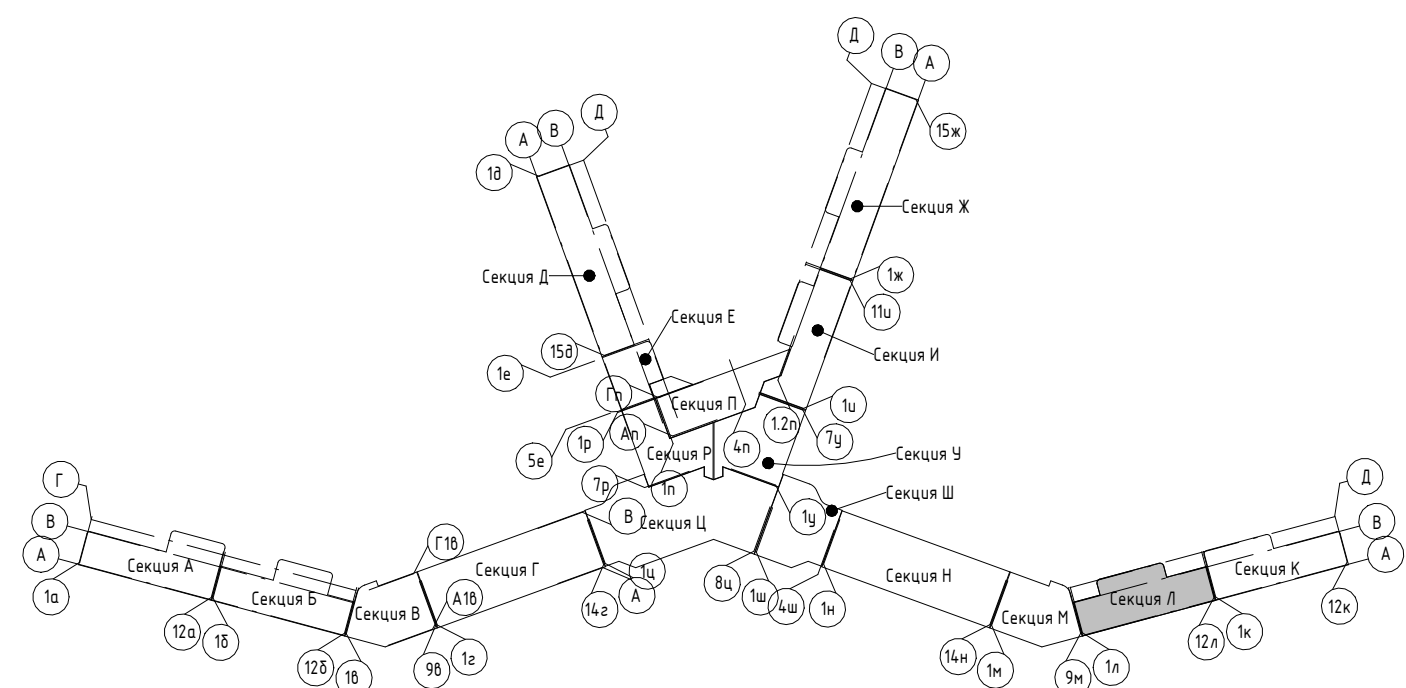 Д
В
А
15ж
Д
А
В
1д
Секция Ж
Секция Д
1ж
11и
Секция Е
Секция И
15д
1е
Гп
Секция П
1и
1.2п
7у
Ап
4п
1р
5е
Секция Р
Секция У
7р
1п
Г
Д
Секция Ш
В
В
Секция Ц
1у
В
А
Г1в
А
Секция А
Секция Г
1ц
Секция Н
Секция К
1а
Секция Б
А1в
А
8ц
1ш
4ш
1н
Секция Л
12к
Секция В
14г
Секция М
12а
1б
12л
1к
12б
1в
9в
1г
14н
1м
9м
1л